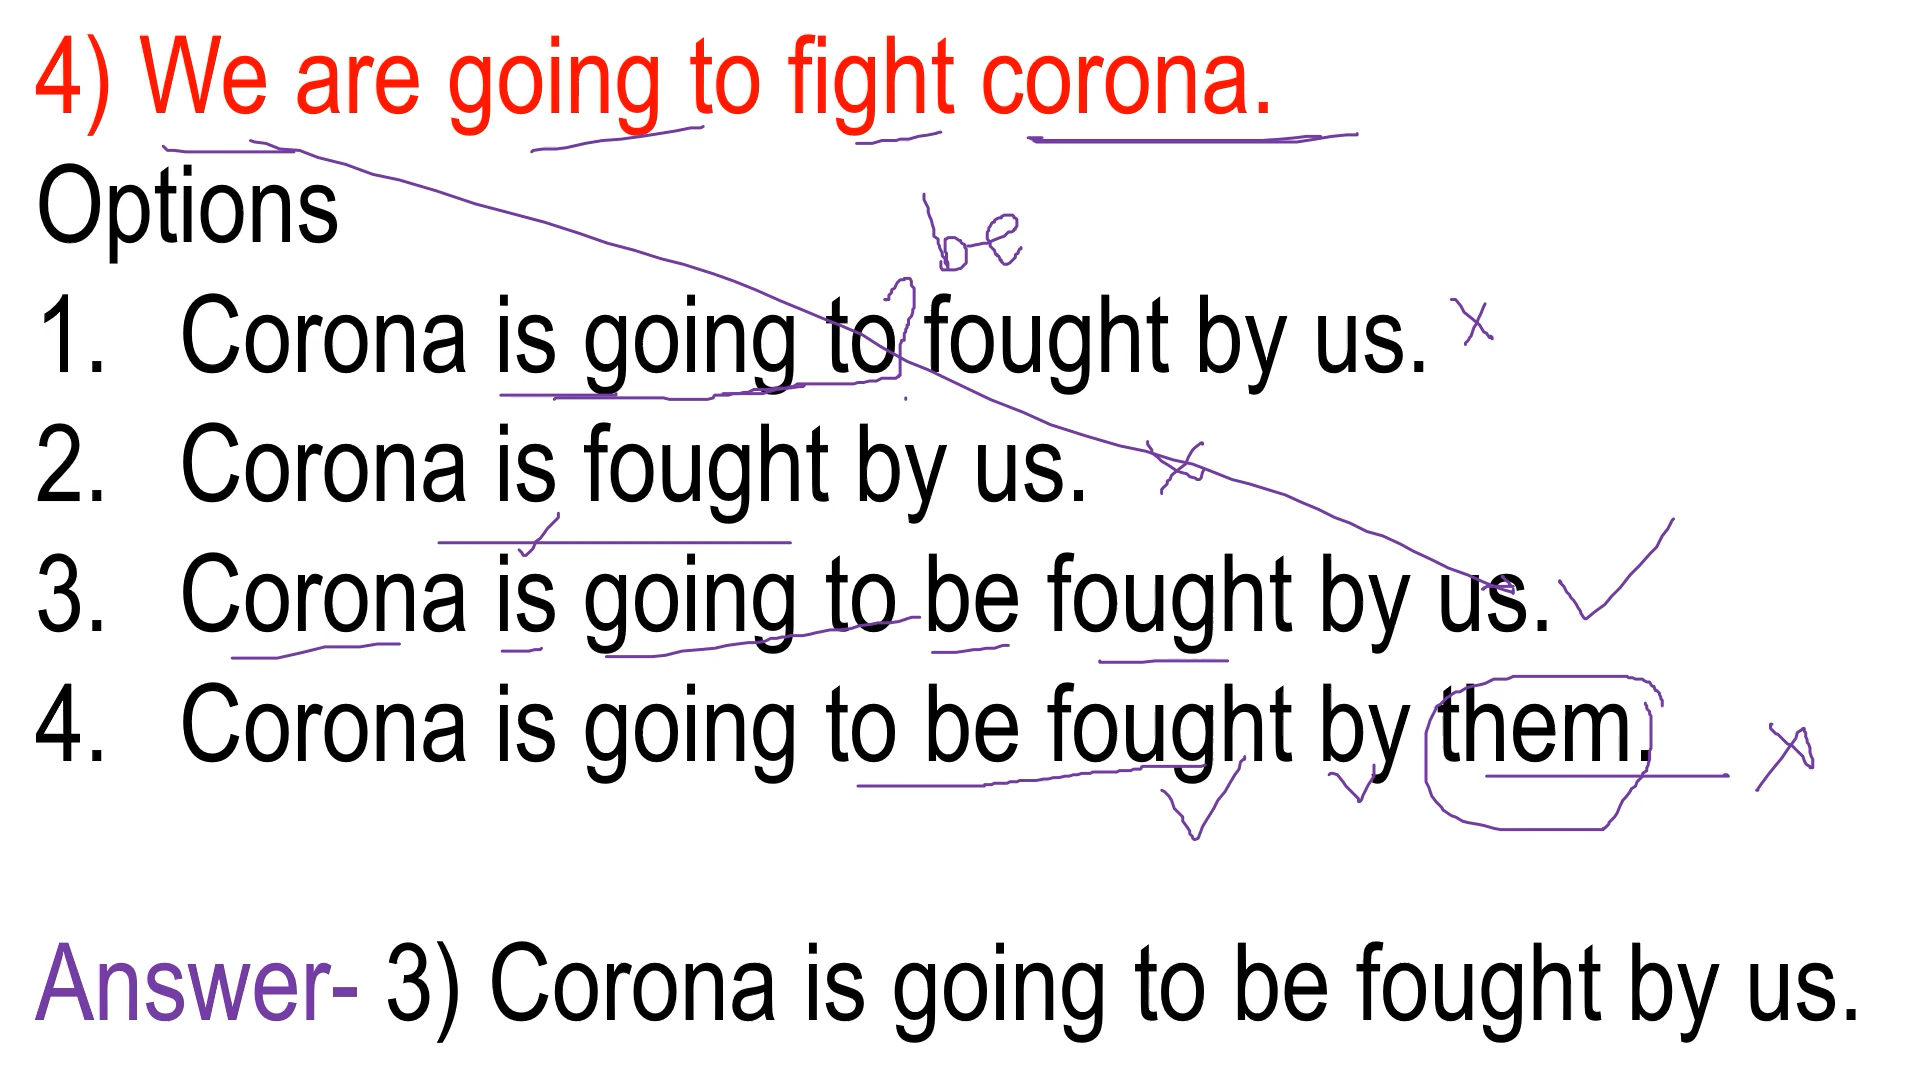 4) We are going to fight corona.
Options
be
1. Corona is going to fought by us.
2. Corona is fought by us.
3. Corona is going to be fought by us.
4. Corona is going to be fought by them.
Answer- 3) Corona is going to be fought by us.